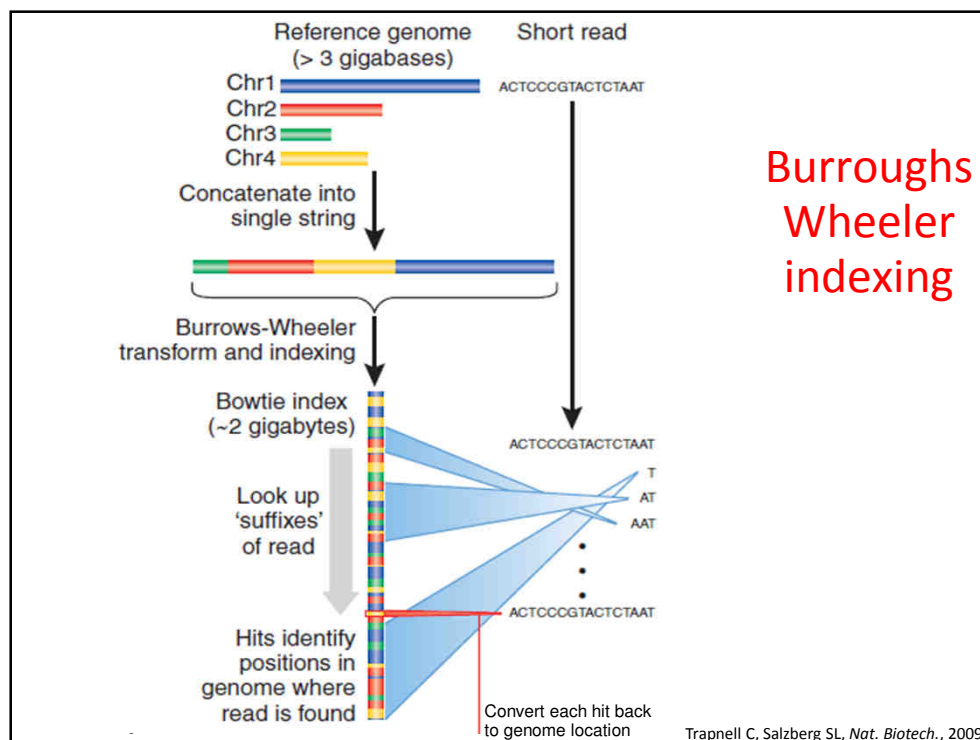 Reference genome
(> 3 gigabases)
Short read
Chr1
ACTCCCGTACTCTAAT
Chr2
Chr3
Chr4
Burroughs
Wheeler
indexing
Concatenate into
single string
Burrows-Wheeler
transform and indexing
Bowtie index
(~2 gigabytes)
ACTCCCGTACTCTAAT
T
AT
AAT
Look up
'suffixes'
of read
ACTCCCGTACTCTAAT
Hits identify
positions in
genome where
read is found
Convert each hit back
to genome location
Trapnell C, Salzberg SL, Nat. Biotech., 2009